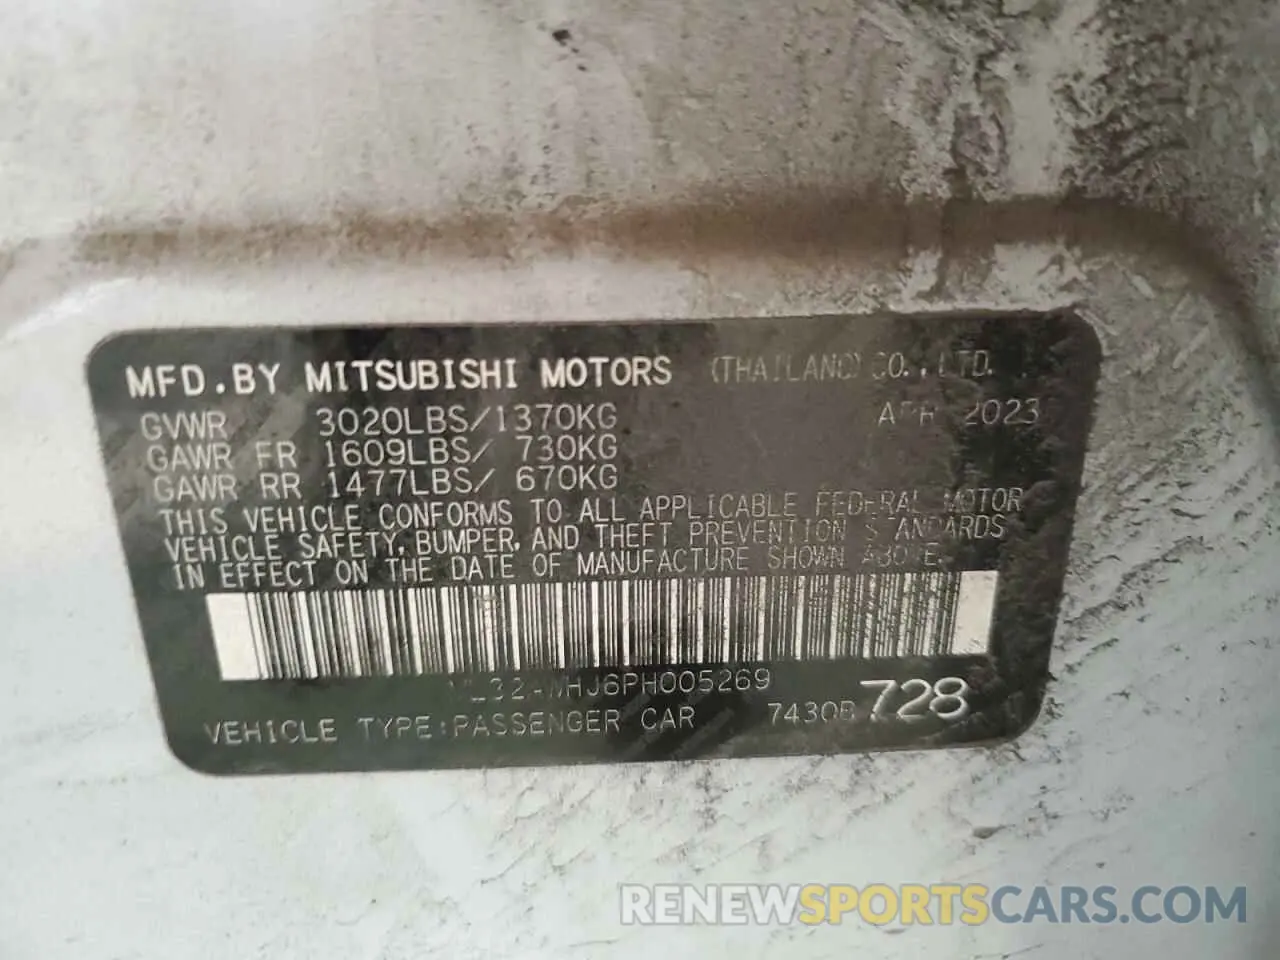 MFD.BY MITSUBISHI MOTORS (THAILAND) CO., LTD.
GVWR 3020LBS/1370KG APR 2023
GAWR FR 1609LBS/ 730KG
GAWR RR 1477LBS/ 670KG
THIS VEHICLE CONFORMS TO ALL APPLICABLE FEDERAL MOTOR
VEHICLE SAFETY, BUMPER, AND THEFT PREVENTION STANDARDS
IN EFFECT ON THE DATE OF MANUFACTURE SHOWN ABOVE.
VEHICLE TYPE:PASSENGER CAR 728
RENEWSPORTSCARS.COM